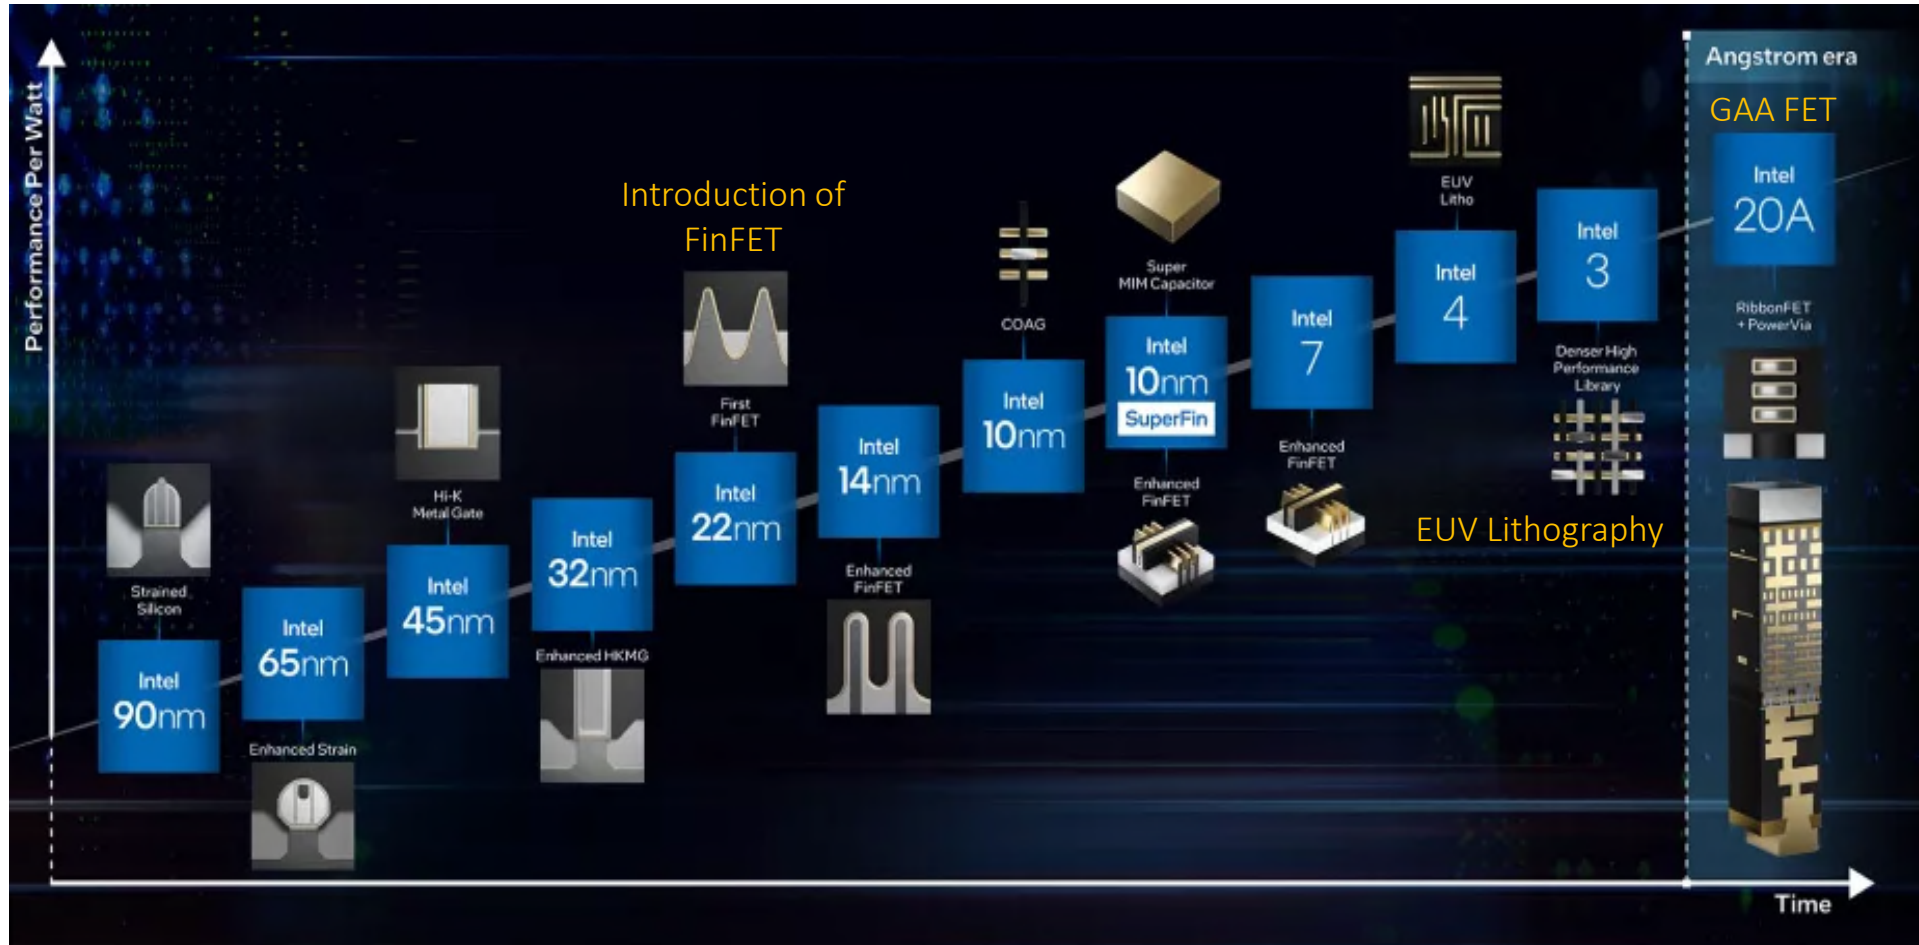 Performance Per Watt
Angstrom era
GAA FET
Introduction of
FinFET
Strained
Silicon
Intel
90nm
Intel
65nm
Enhanced Strain
Hi-K
Metal Gate
Intel
45nm
Intel
32nm
Enhanced HKMG
First
FinFET
Intel
22nm
Intel
14nm
Enhanced
FinFET
COAG
Intel
10nm
Super
MIM Capacitor
Intel
10nm
SuperFin
Enhanced
FinFET
Intel
7
Enhanced
FinFET
EUV
Litho
Intel
4
EUV Lithography
Intel
3
Denser High
Performance
Library
Intel
20A
RibbonFET
+ PowerVia
Time